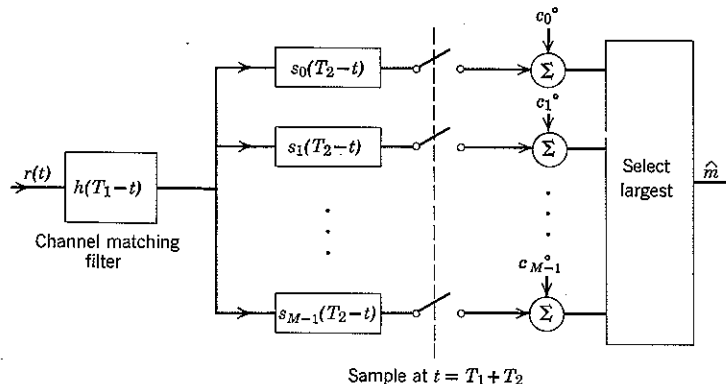 c₀°
s₀(T₂−t)
Σ
c₁°
s₁(T₂−t)
Σ
r(t)
h(T₁−t)
Select
largest
m̂
Channel matching
filter
c°_{M−1}
s_{M−1}(T₂−t)
Σ
Sample at t = T₁+T₂